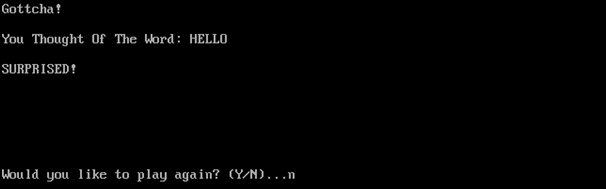 Gottcha!
You Thought Of The Word: HELLO
SURPRISED!
Would you like to play again? (Y/N)...n